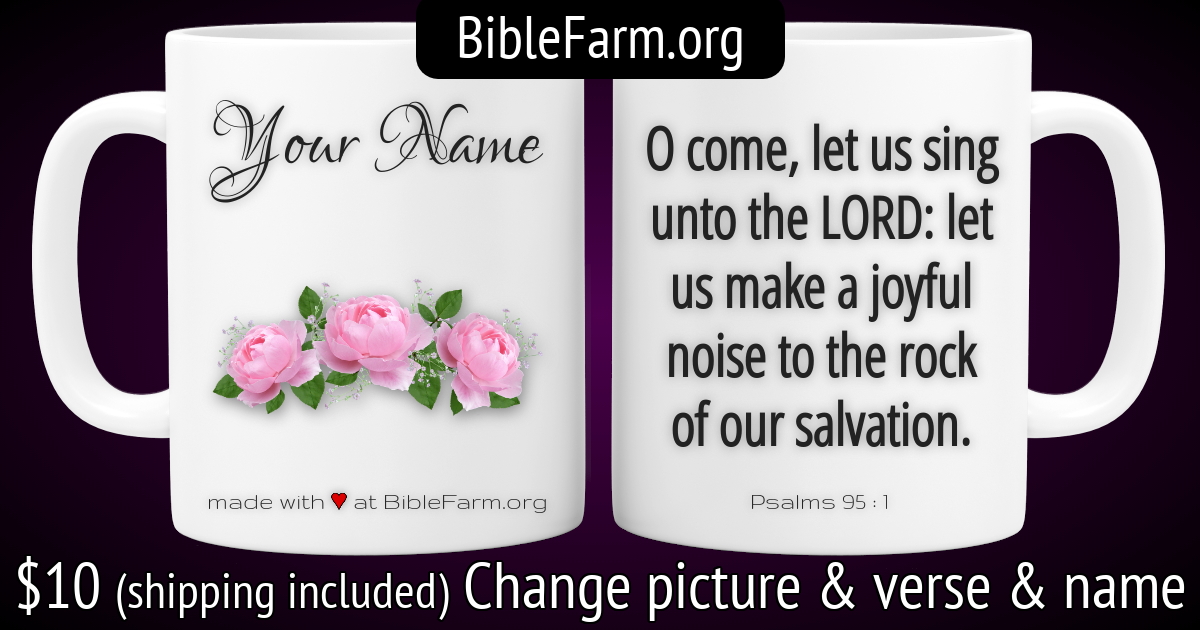 BibleFarm.org
Your Name
made with ♥ at BibleFarm.org
O come, let us sing
unto the LORD: let
us make a joyful
noise to the rock
of our salvation.
Psalms 95 : 1
$10 (shipping included) Change picture & verse & name